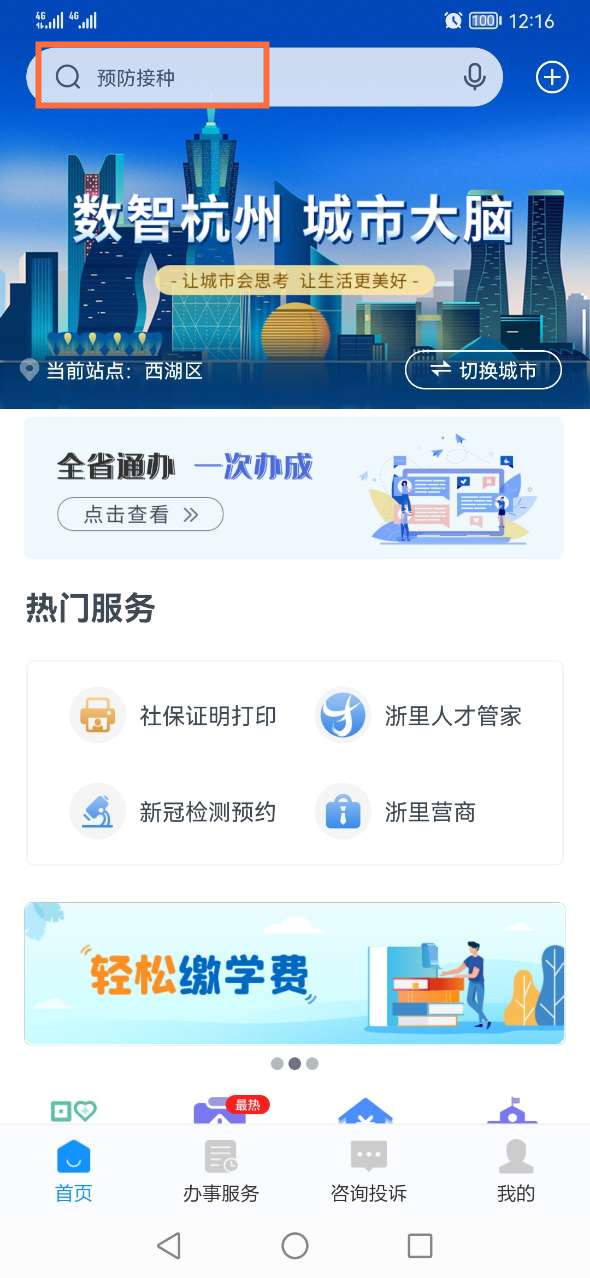 4G 4G 100 12:16
预防接种
数智杭州 城市大脑
- 让城市会思考 让生活更美好 -
当前站点：西湖区 切换城市
全省通办 一次办成
点击查看 >>
热门服务
社保证明打印 浙里人才管家
新冠检测预约 浙里营商
轻松缴学费
最热
首页 办事服务 咨询投诉 我的